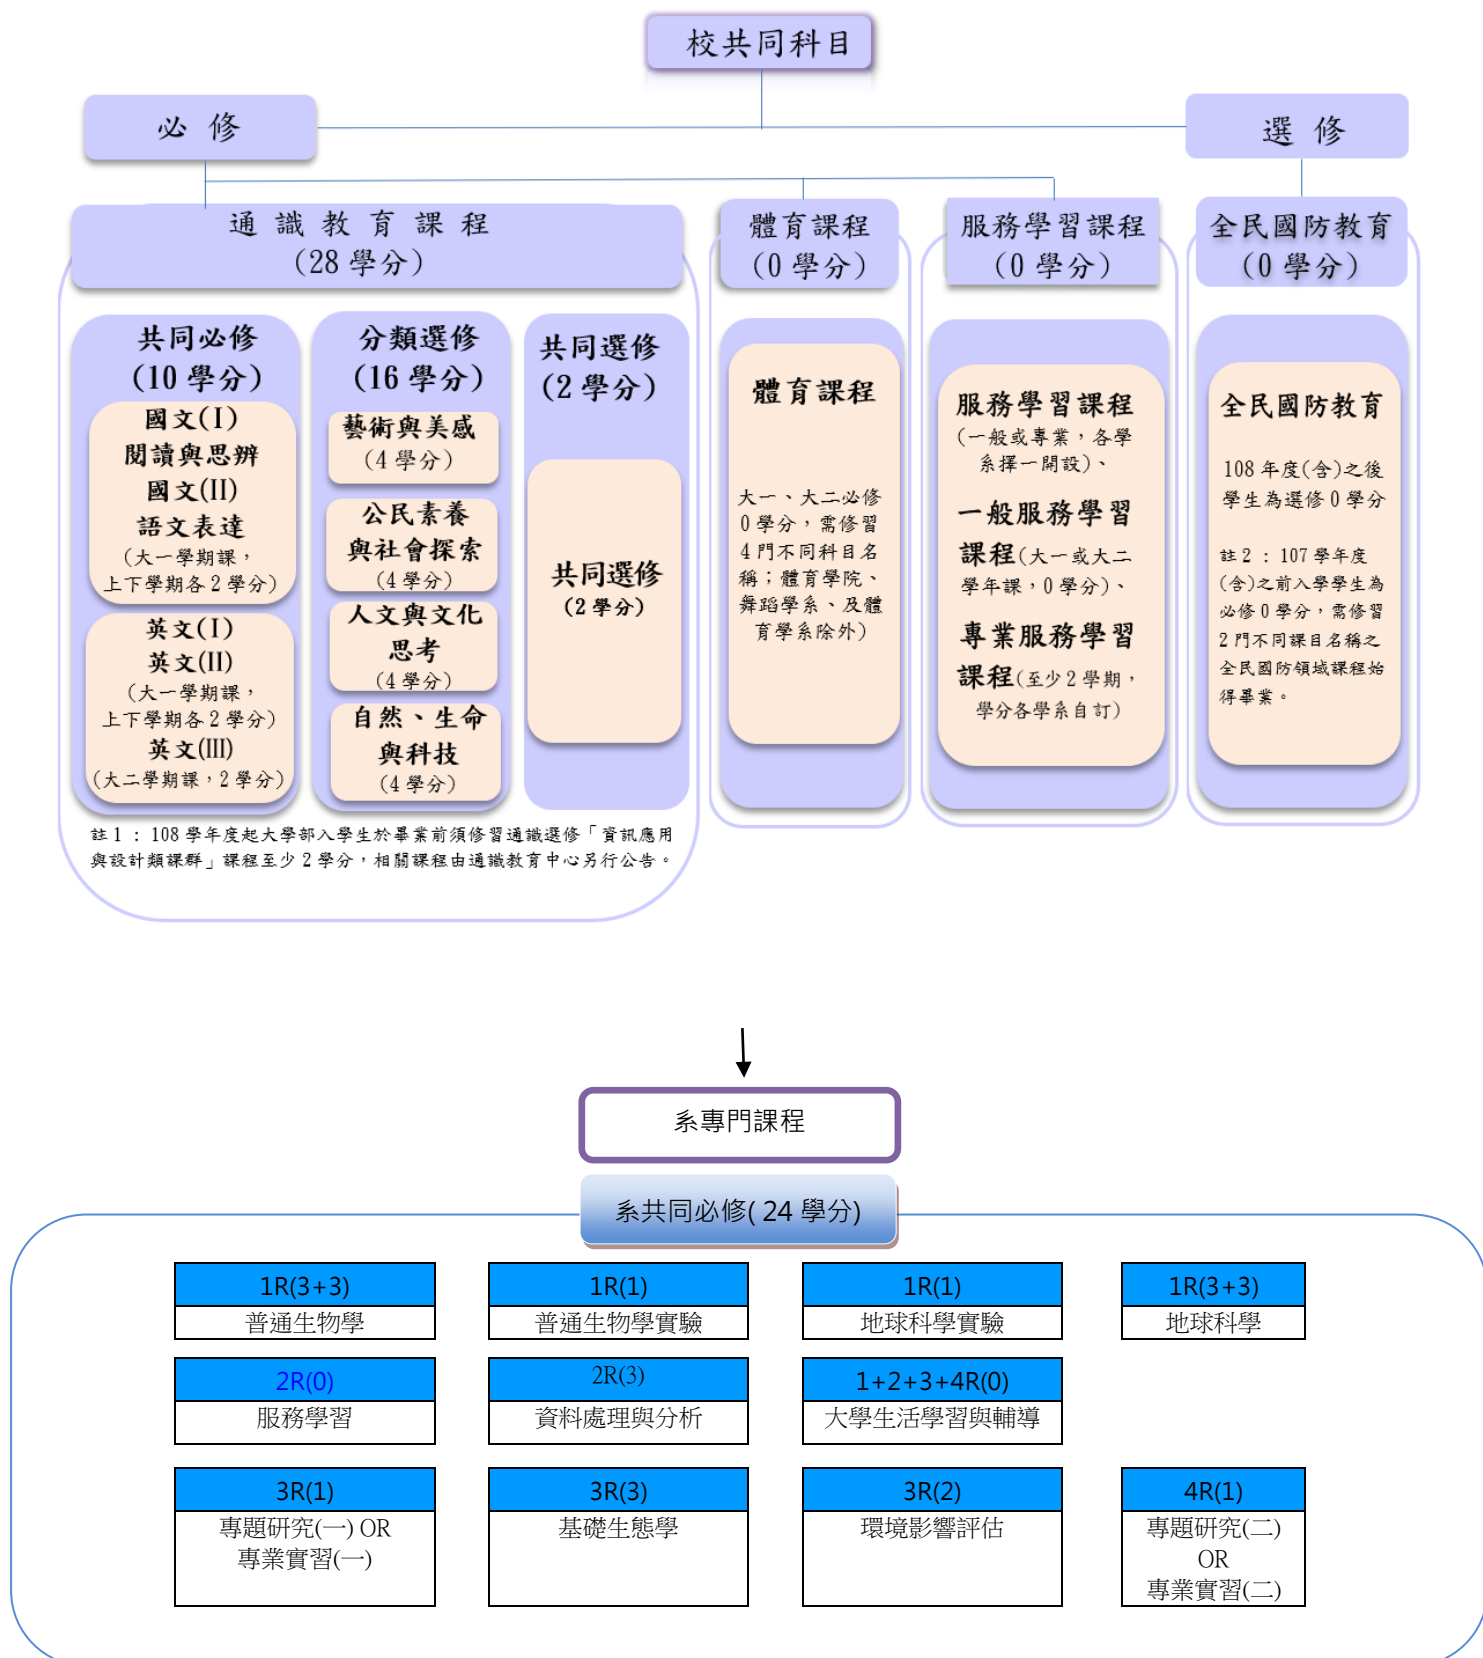 校共同科目
必 修
選 修
通 識 教 育 課 程
(28 學分)
體育課程
(0 學分)
服務學習課程
(0 學分)
全民國防教育
(0 學分)
共同必修
(10 學分)
國文(I)
閱讀與思辨
國文(II)
語文表達
(大一學期課，
上下學期各 2 學分)
英文(I)
英文(II)
(大一學期課，
上下學期各 2 學分)
英文(III)
(大二學期課，2 學分)
分類選修
(16 學分)
藝術與美感
(4 學分)
公民素養
與社會探索
(4 學分)
人文與文化
思考
(4 學分)
自然、生命
與科技
(4 學分)
共同選修
(2 學分)
共同選修
(2 學分)
體育課程
大一、大二必修
0 學分，需修習
4 門不同科目名
稱；體育學院、
舞蹈學系、及體
育學系除外)
服務學習課程
(一般或專業，各學
系擇一開設)、
一般服務學習
課程(大一或大二
學年課，0 學分)、
專業服務學習
課程(至少 2 學期，
學分各學系自訂)
全民國防教育
108 年度(含)之後
學生為選修 0 學分
註 2 ： 107 學年度
(含)之前入學學生為
必修 0 學分，需修習
2 門不同課目名稱之
全民國防領域課程始
得畢業。
註 1 ： 108 學年度起大學部入學生於畢業前須修習通識選修「資訊應用
與設計類課群」課程至少 2 學分，相關課程由通識教育中心另行公告。
系專門課程
系共同必修( 24 學分)
1R(3+3)
普通生物學
1R(1)
普通生物學實驗
1R(1)
地球科學實驗
1R(3+3)
地球科學
2R(0)
服務學習
2R(3)
資料處理與分析
1+2+3+4R(0)
大學生活學習與輔導
3R(1)
專題研究(一) OR
專業實習(一)
3R(3)
基礎生態學
3R(2)
環境影響評估
4R(1)
專題研究(二)
OR
專業實習(二)